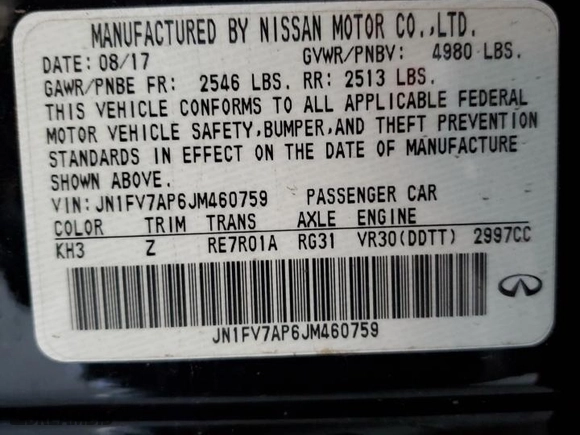 MANUFACTURED BY NISSAN MOTOR CO.,LTD.
DATE: 08/17 GVWR/PNBV: 4980 LBS.
GAWR/PNBE FR: 2546 LBS. RR: 2513 LBS.
THIS VEHICLE CONFORMS TO ALL APPLICABLE FEDERAL
MOTOR VEHICLE SAFETY,BUMPER,AND THEFT PREVENTION
STANDARDS IN EFFECT ON THE DATE OF MANUFACTURE
SHOWN ABOVE.
VIN: JN1FV7AP6JM460759 PASSENGER CAR
COLOR TRIM TRANS AXLE ENGINE
KH3 Z RE7R01A RG31 VR30(DDTT) 2997CC
JN1FV7AP6JM460759